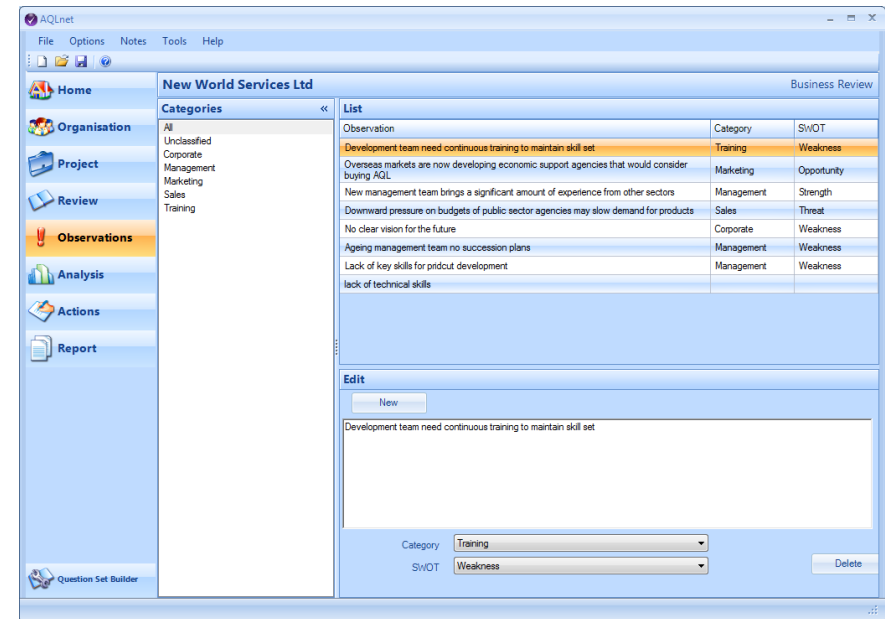 AQLnet
File Options Notes Tools Help
Home
Organisation
Project
Review
Observations
Analysis
Actions
Report
Question Set Builder
New World Services Ltd Business Review
Categories «
All
Unclassified
Corporate
Management
Marketing
Sales
Training
List
Observation Category SWOT
Development team need continuous training to maintain skill set Training Weakness
Overseas markets are now developing economic support agencies that would consider
buying AQL Marketing Opportunity
New management team brings a significant amount of experience from other sectors Management Strength
Downward pressure on budgets of public sector agencies may slow demand for products Sales Threat
No clear vision for the future Corporate Weakness
Ageing management team no succession plans Management Weakness
Lack of key skills for pridcut development Management Weakness
lack of technical skills
Edit
New
Development team need continuous training to maintain skill set
Category Training
SWOT Weakness
Delete